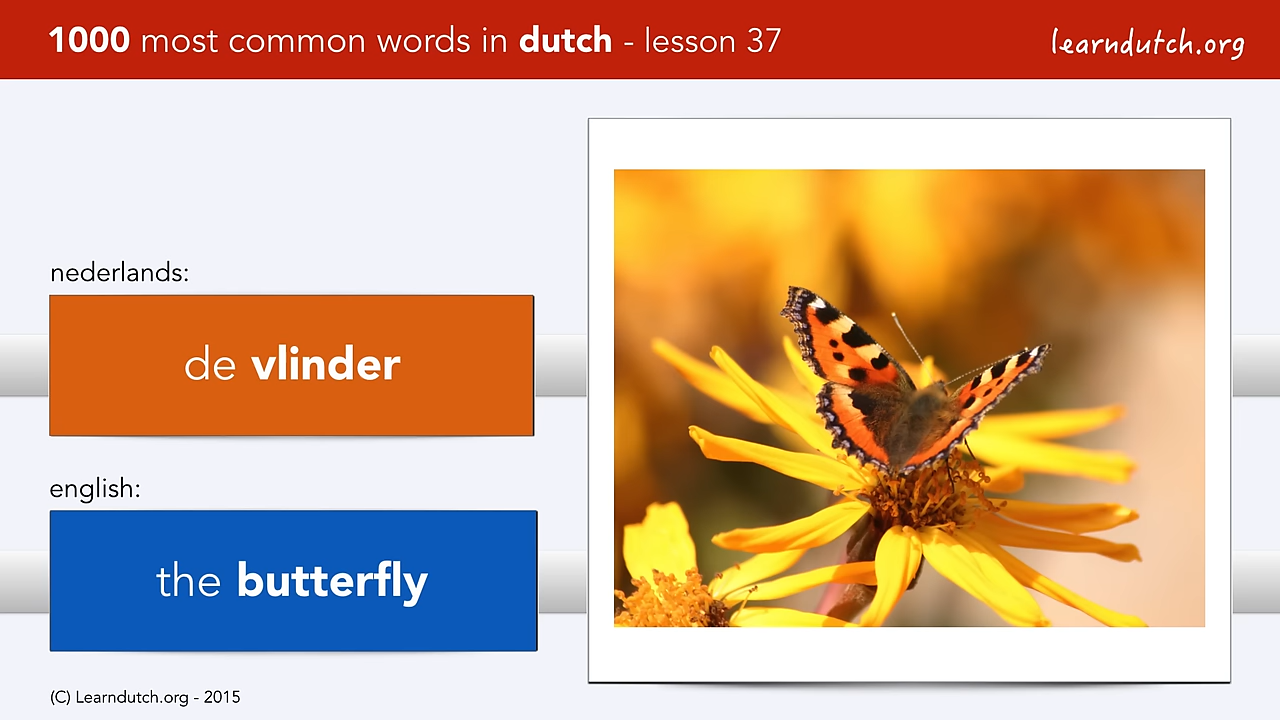 1000 most common words in dutch - lesson 37
learndutch.org
nederlands:
de vlinder
english:
the butterfly
(C) Learndutch.org - 2015